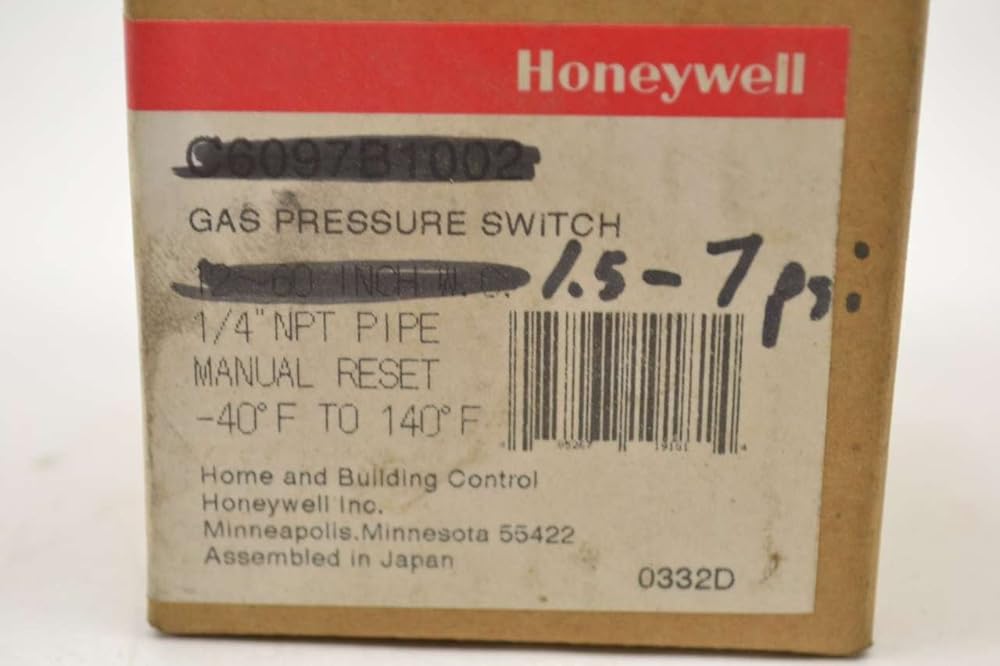 Honeywell
C6097B1002
GAS PRESSURE SWITCH
12-60 INCH W.C. 1.5 - 7 psi
1/4" NPT PIPE
MANUAL RESET
-40°F TO 140°F
Home and Building Control
Honeywell Inc.
Minneapolis.Minnesota 55422
Assembled in Japan
0332D